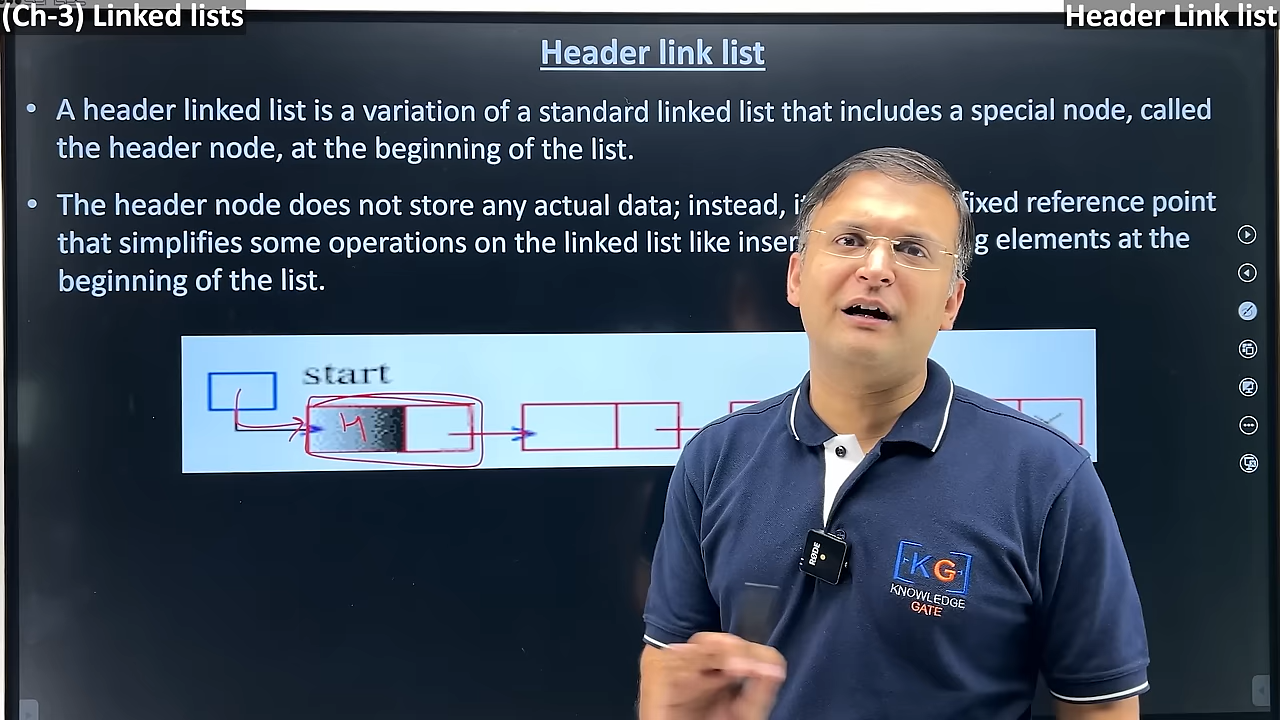 (Ch-3) Linked lists
Header Link list
Header link list
• A header linked list is a variation of a standard linked list that includes a special node, called
the header node, at the beginning of the list.
• The header node does not store any actual data; instead, fixed reference point
that simplifies some operations on the linked list like elements at the
beginning of the list.
start
H
RØDE
KG
KNOWLEDGE
GATE